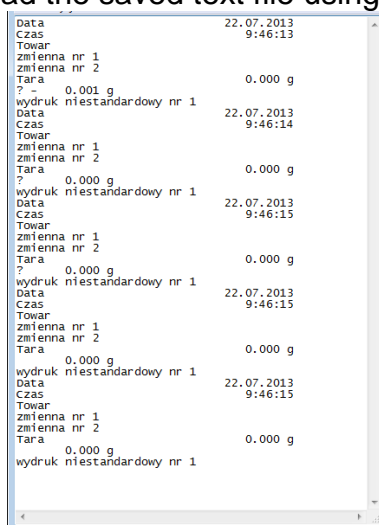 ad the saved text file using
Data 22.07.2013
Czas 9:46:13
Towar
zmienna nr 1
zmienna nr 2
Tara 0.000 g
? - 0.001 g
wydruk niestandardowy nr 1
Data 22.07.2013
Czas 9:46:14
Towar
zmienna nr 1
zmienna nr 2
Tara 0.000 g
? 0.000 g
wydruk niestandardowy nr 1
Data 22.07.2013
Czas 9:46:15
Towar
zmienna nr 1
zmienna nr 2
Tara 0.000 g
? 0.000 g
wydruk niestandardowy nr 1
Data 22.07.2013
Czas 9:46:15
Towar
zmienna nr 1
zmienna nr 2
Tara 0.000 g
0.000 g
wydruk niestandardowy nr 1
Data 22.07.2013
Czas 9:46:15
Towar
zmienna nr 1
zmienna nr 2
Tara 0.000 g
0.000 g
wydruk niestandardowy nr 1